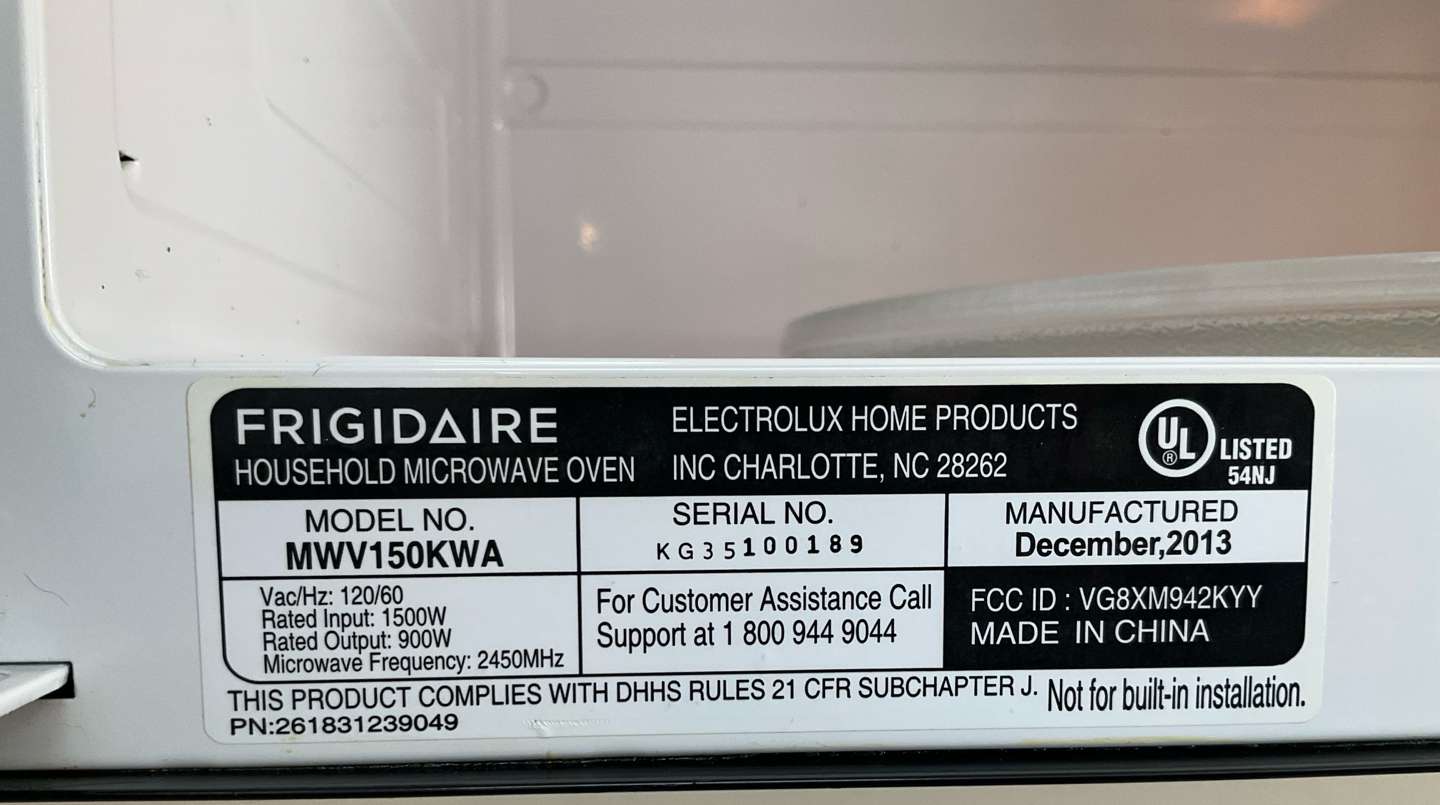 FRIGIDAIRE
HOUSEHOLD MICROWAVE OVEN
ELECTROLUX HOME PRODUCTS
INC CHARLOTTE, NC 28262
UL
®
LISTED
54NJ
MODEL NO.
MWV150KWA
SERIAL NO.
KG35100189
MANUFACTURED
December,2013
Vac/Hz: 120/60
Rated Input: 1500W
Rated Output: 900W
Microwave Frequency: 2450MHz
For Customer Assistance Call
Support at 1 800 944 9044
FCC ID : VG8XM942KYY
MADE IN CHINA
THIS PRODUCT COMPLIES WITH DHHS RULES 21 CFR SUBCHAPTER J.
Not for built-in installation.
PN:261831239049